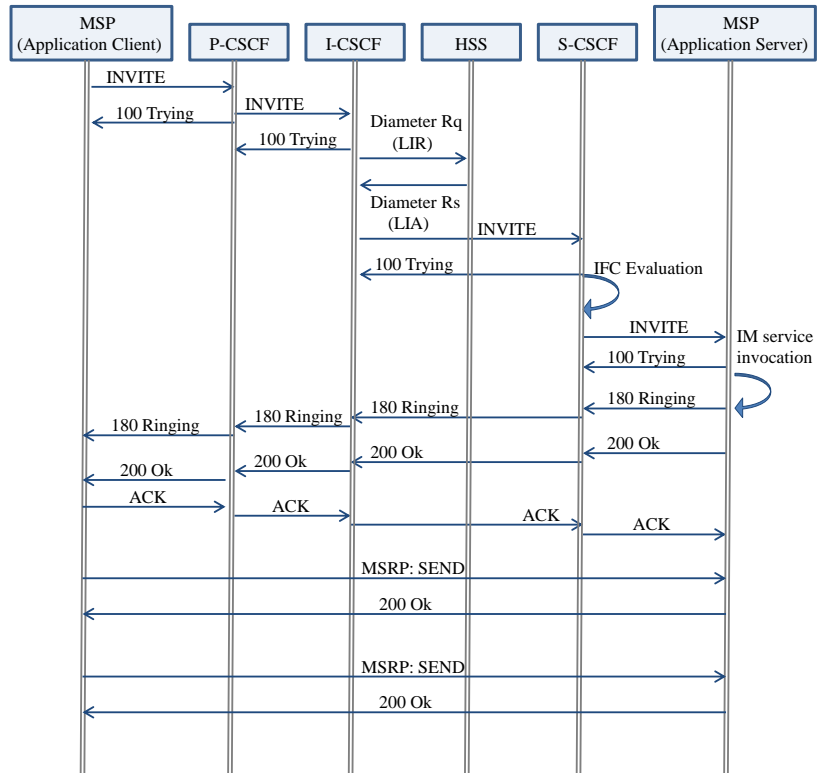 MSP
(Application Client)
P-CSCF
I-CSCF
HSS
S-CSCF
MSP
(Application Server)
INVITE
100 Trying
INVITE
100 Trying
Diameter Rq
(LIR)
Diameter Rs
(LIA)
INVITE
100 Trying
IFC Evaluation
INVITE
100 Trying
IM service
invocation
180 Ringing
180 Ringing
180 Ringing
180 Ringing
200 Ok
200 Ok
200 Ok
200 Ok
ACK
ACK
ACK
ACK
MSRP: SEND
200 Ok
MSRP: SEND
200 Ok